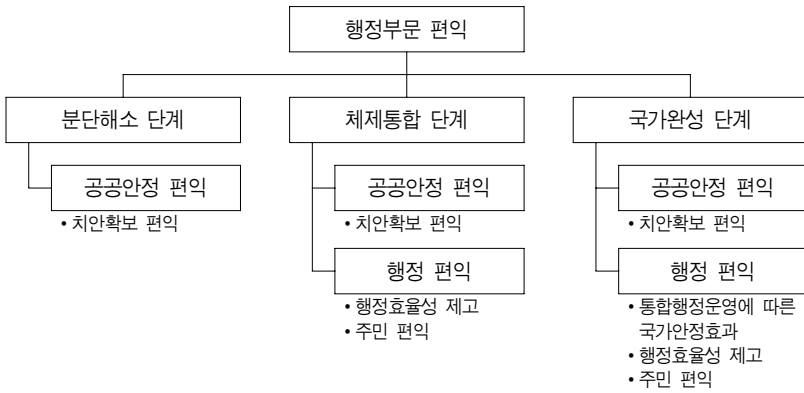 행정부문 편익
분단해소 단계
체제통합 단계
국가완성 단계
공공안정 편익
• 치안확보 편익
공공안정 편익
• 치안확보 편익
행정 편익
• 행정효율성 제고
• 주민 편익
공공안정 편익
• 치안확보 편익
행정 편익
• 통합행정운영에 따른
국가안정효과
• 행정효율성 제고
• 주민 편익